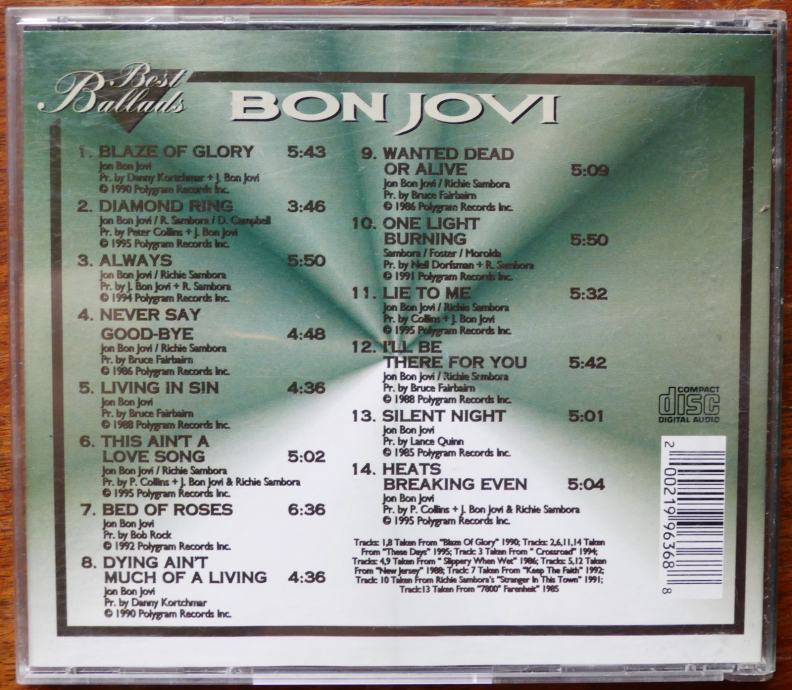 Best
Ballads
BON JOVI
1. BLAZE OF GLORY 5:43
Jon Bon Jovi
Pr. by Danny Kortchmar + J. Bon Jovi
© 1990 Polygram Records Inc.
2. DIAMOND RING 3:46
Jon Bon Jovi / R. Sambora / D. Campbell
Pr. by Peter Collins + J. Bon Jovi
© 1995 Polygram Records Inc.
3. ALWAYS 5:50
Jon Bon Jovi / Richie Sambora
Pr. by J. Bon Jovi + R. Sambora
© 1994 Polygram Records Inc.
4. NEVER SAY
GOOD-BYE 4:48
Jon Bon Jovi / Richie Sambora
Pr. by Bruce Fairbairn
© 1986 Polygram Records Inc.
5. LIVING IN SIN 4:36
Jon Bon Jovi
Pr. by Bruce Fairbairn
© 1988 Polygram Records Inc.
6. THIS AIN'T A
LOVE SONG 5:02
Jon Bon Jovi / Richie Sambora
Pr. by P. Collins + J. Bon Jovi & Richie Sambora
© 1995 Polygram Records Inc.
7. BED OF ROSES 6:36
Jon Bon Jovi
Pr. by Bob Rock
© 1992 Polygram Records Inc.
8. DYING AIN'T
MUCH OF A LIVING 4:36
Jon Bon Jovi
Pr. by Danny Kortchmar
© 1990 Polygram Records Inc.
9. WANTED DEAD
OR ALIVE 5:09
Jon Bon Jovi / Richie Sambora
Pr. by Bruce Fairbairn
© 1986 Polygram Records Inc.
10. ONE LIGHT
BURNING 5:50
Sambora / Foster / Morolda
Pr. by Neil Dorfsman + R. Sambora
© 1991 Polygram Records Inc.
11. LIE TO ME 5:32
Jon Bon Jovi / Richie Sambora
Pr. by Collins + J. Bon Jovi
© 1995 Polygram Records Inc.
12. I'LL BE
THERE FOR YOU 5:42
Jon Bon Jovi / Richie Srmbora
Pr. by Bruce Fairbairn
© 1988 Polygram Records Inc.
13. SILENT NIGHT 5:01
Jon Bon Jovi
Pr. by Lance Quinn
© 1985 Polygram Records Inc.
14. HEATS
BREAKING EVEN 5:04
Jon Bon Jovi
Pr. by P. Collins + J. Bon Jovi & Richie Sambora
© 1995 Polygram Records Inc.
Tracks: 1,8 Taken From "Blaze Of Glory" 1990; Tracks: 2,6,11,14 Taken
From "These Days" 1995; Track: 3 Taken From " Crossroad" 1994;
Tracks: 4,9 Taken From " Slippery When Wet" 1986; Tracks: 5,12 Taken
From "New Jersey" 1988; Track: 7 Taken From "Keep The Faith" 1992;
Track: 10 Taken From Richie Sambora's "Stranger In This Town" 1991;
Track:13 Taken From "7800" Farenheit" 1985
COMPACT
disc
DIGITAL AUDIO
2 00219 96368 8